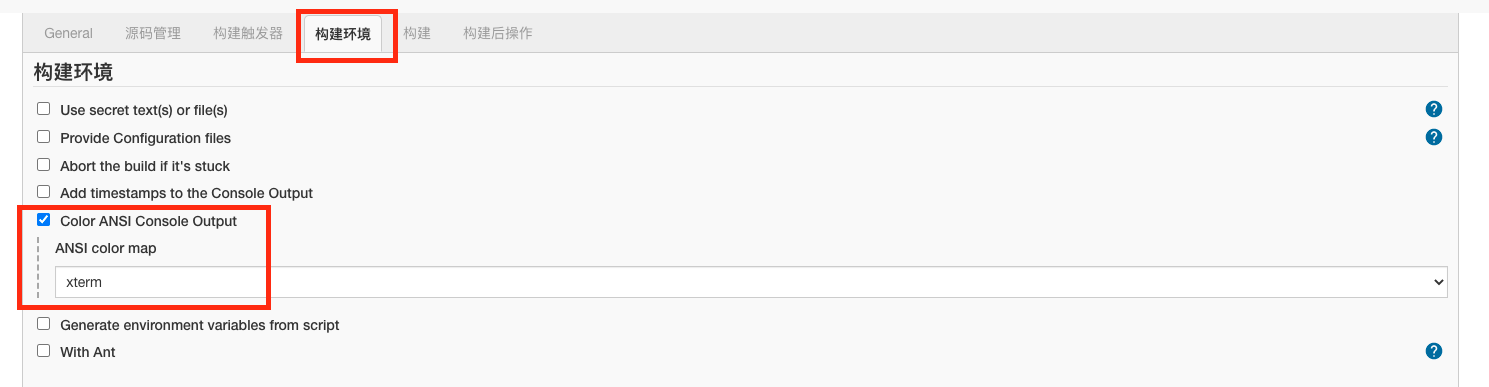 General 源码管理 构建触发器 构建环境 构建 构建后操作
构建环境
Use secret text(s) or file(s) ?
Provide Configuration files ?
Abort the build if it's stuck
Add timestamps to the Console Output
Color ANSI Console Output
ANSI color map
xterm
Generate environment variables from script
With Ant ?